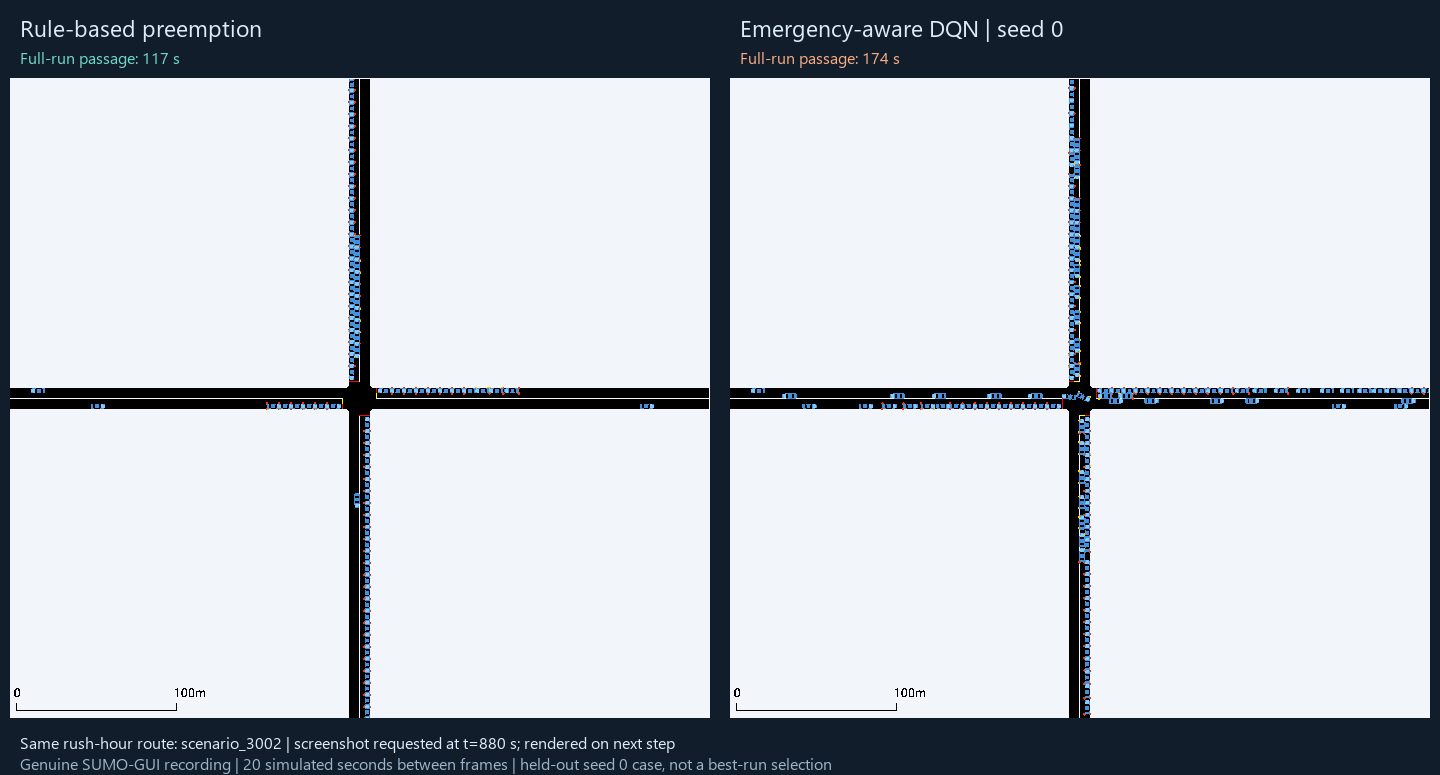 Rule-based preemption
Full-run passage: 117 s
Emergency-aware DQN | seed 0
Full-run passage: 174 s
0 100m
0 100m
Same rush-hour route: scenario_3002 | screenshot requested at t=880 s; rendered on next step
Genuine SUMO-GUI recording | 20 simulated seconds between frames | held-out seed 0 case, not a best-run selection